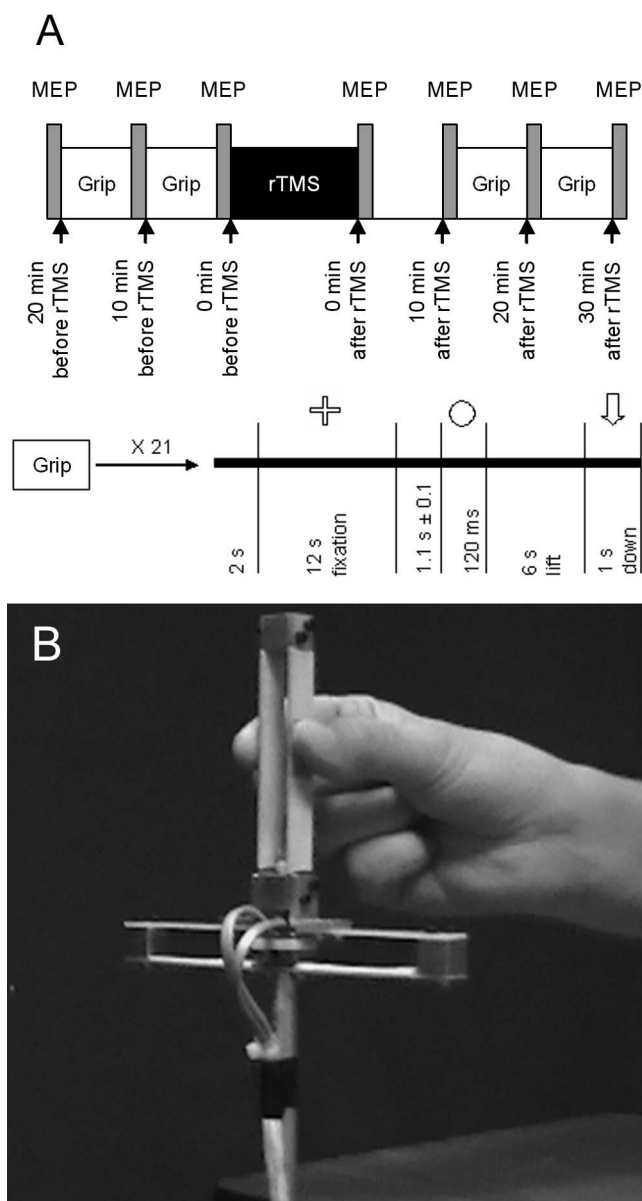 A
MEP MEP MEP MEP MEP MEP MEP
Grip Grip rTMS Grip Grip
20 min before rTMS
10 min before rTMS
0 min before rTMS
0 min after rTMS
10 min after rTMS
20 min after rTMS
30 min after rTMS
Grip
X 21
2 s
12 s fixation
1.1 s ± 0.1
120 ms
6 s lift
1 s down
B